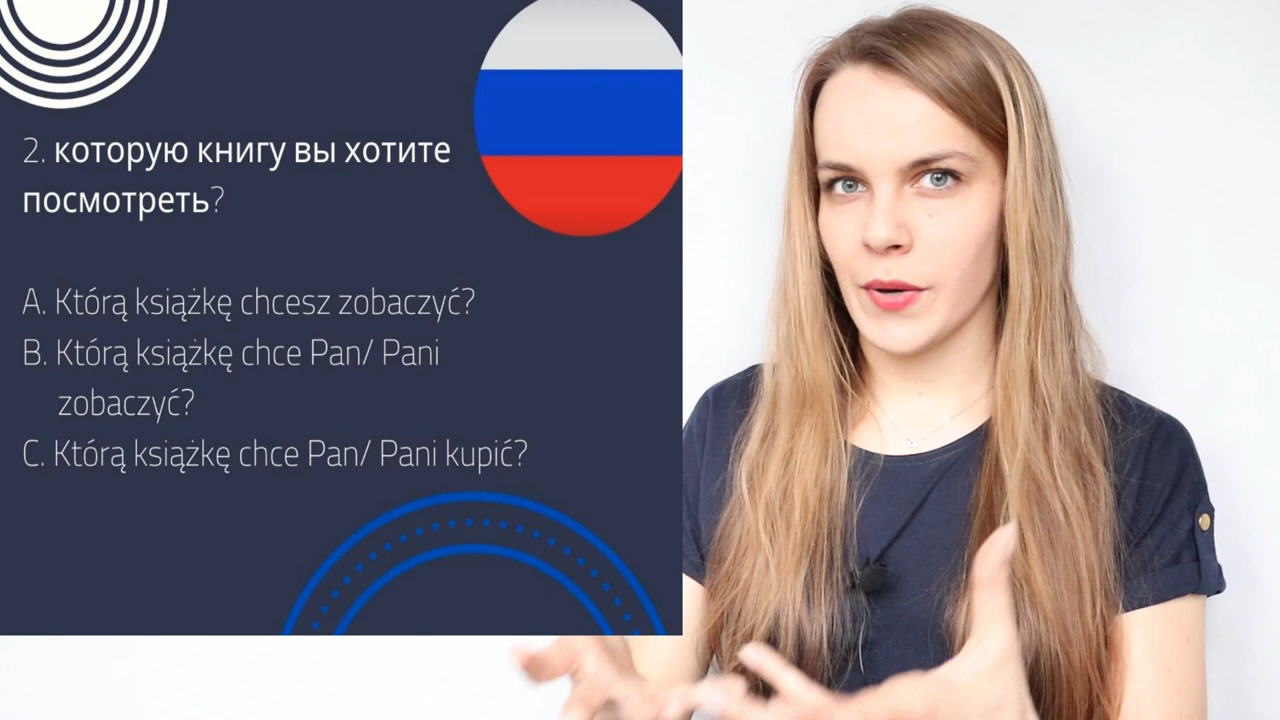 2. которую книгу вы хотите
посмотреть?
A. Którą książkę chcesz zobaczyć?
B. Którą książkę chce Pan/ Pani
zobaczyć?
C. Którą książkę chce Pan/ Pani kupić?